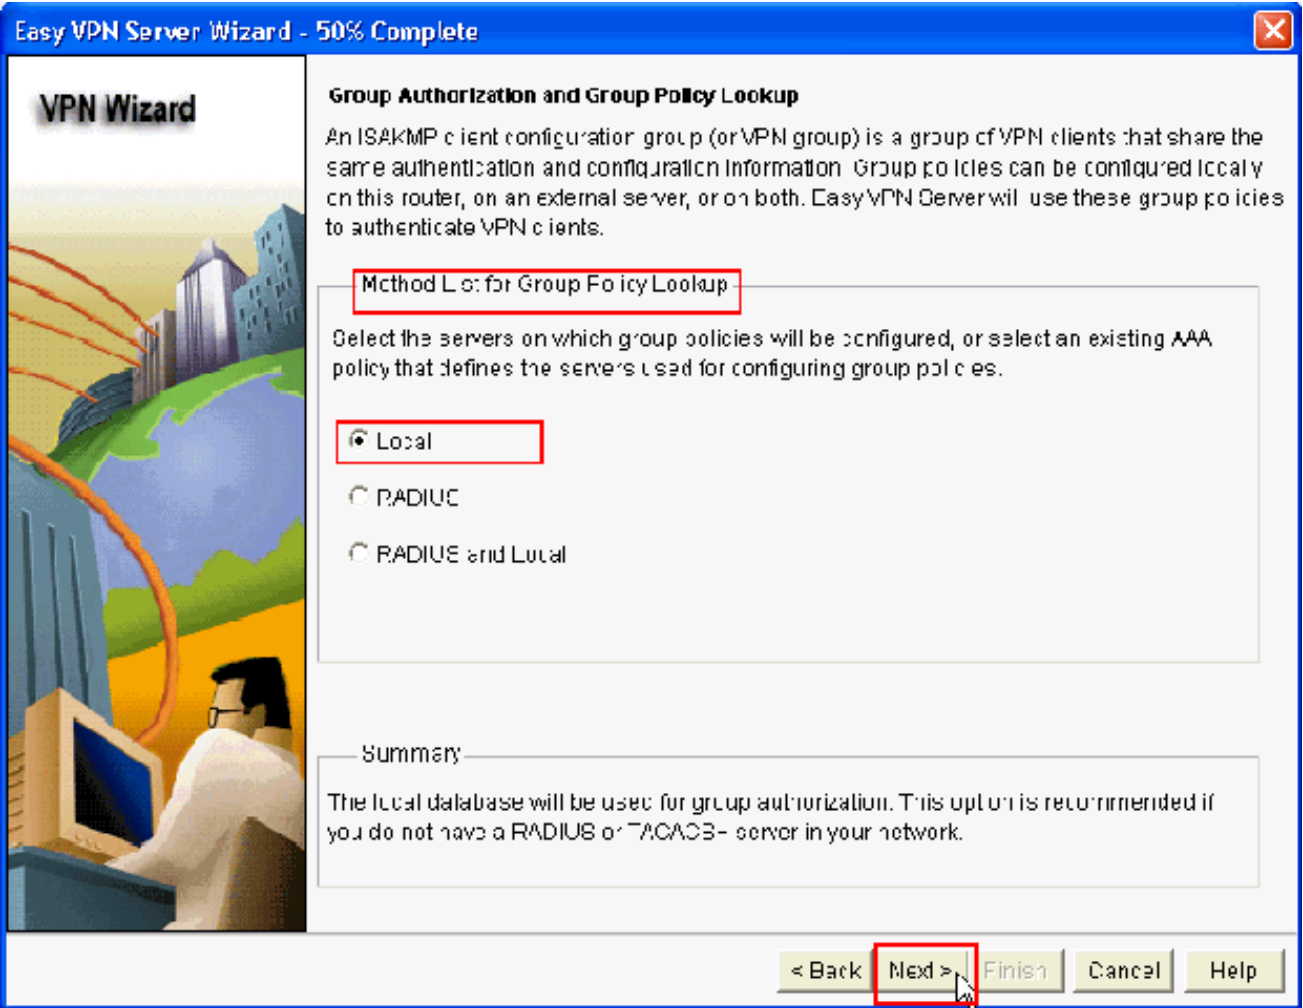 Easy VPN Server Wizard - 50% Complete
VPN Wizard
Group Authorization and Group Policy Lookup
An ISAKMP client configuration group (or VPN group) is a group of VPN clients that share the
same authentication and configuration information. Group policies can be configured locally
on this router, on an external server, or on both. Easy VPN Server will use these group policies
to authenticate VPN clients.
Method List for Group Policy Lookup
Select the servers on which group policies will be configured, or select an existing AAA
policy that defines the servers used for configuring group policies.
Local
RADIUS
RADIUS and Local
Summary
The local database will be used for group authorization. This option is recommended if
you do not have a RADIUS or TACACS+ server in your network.
< Back Next > Finish Cancel Help